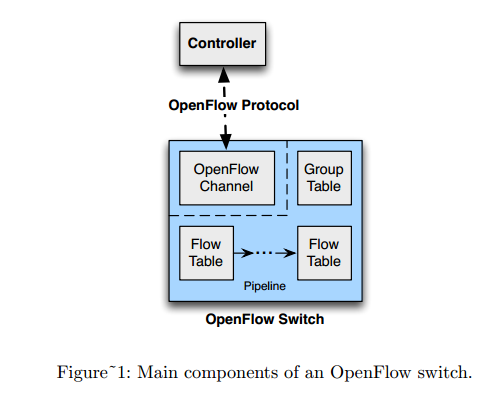 Controller
OpenFlow Protocol
OpenFlow
Channel
Group
Table
Flow
Table
...
Flow
Table
Pipeline
OpenFlow Switch
Figure˜1: Main components of an OpenFlow switch.